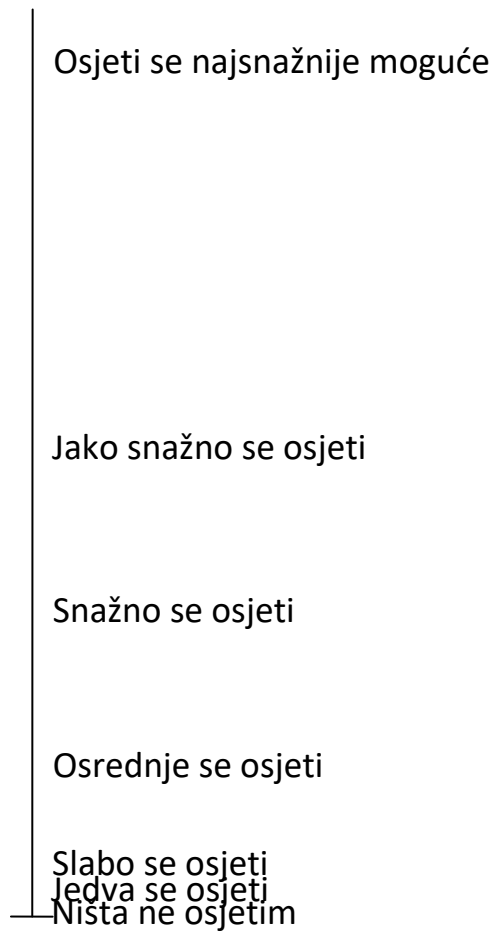 Osjeti se najsnažnije moguće
Jako snažno se osjeti
Snažno se osjeti
Osrednje se osjeti
Slabo se osjeti
Jedva se osjeti
Ništa ne osjetim